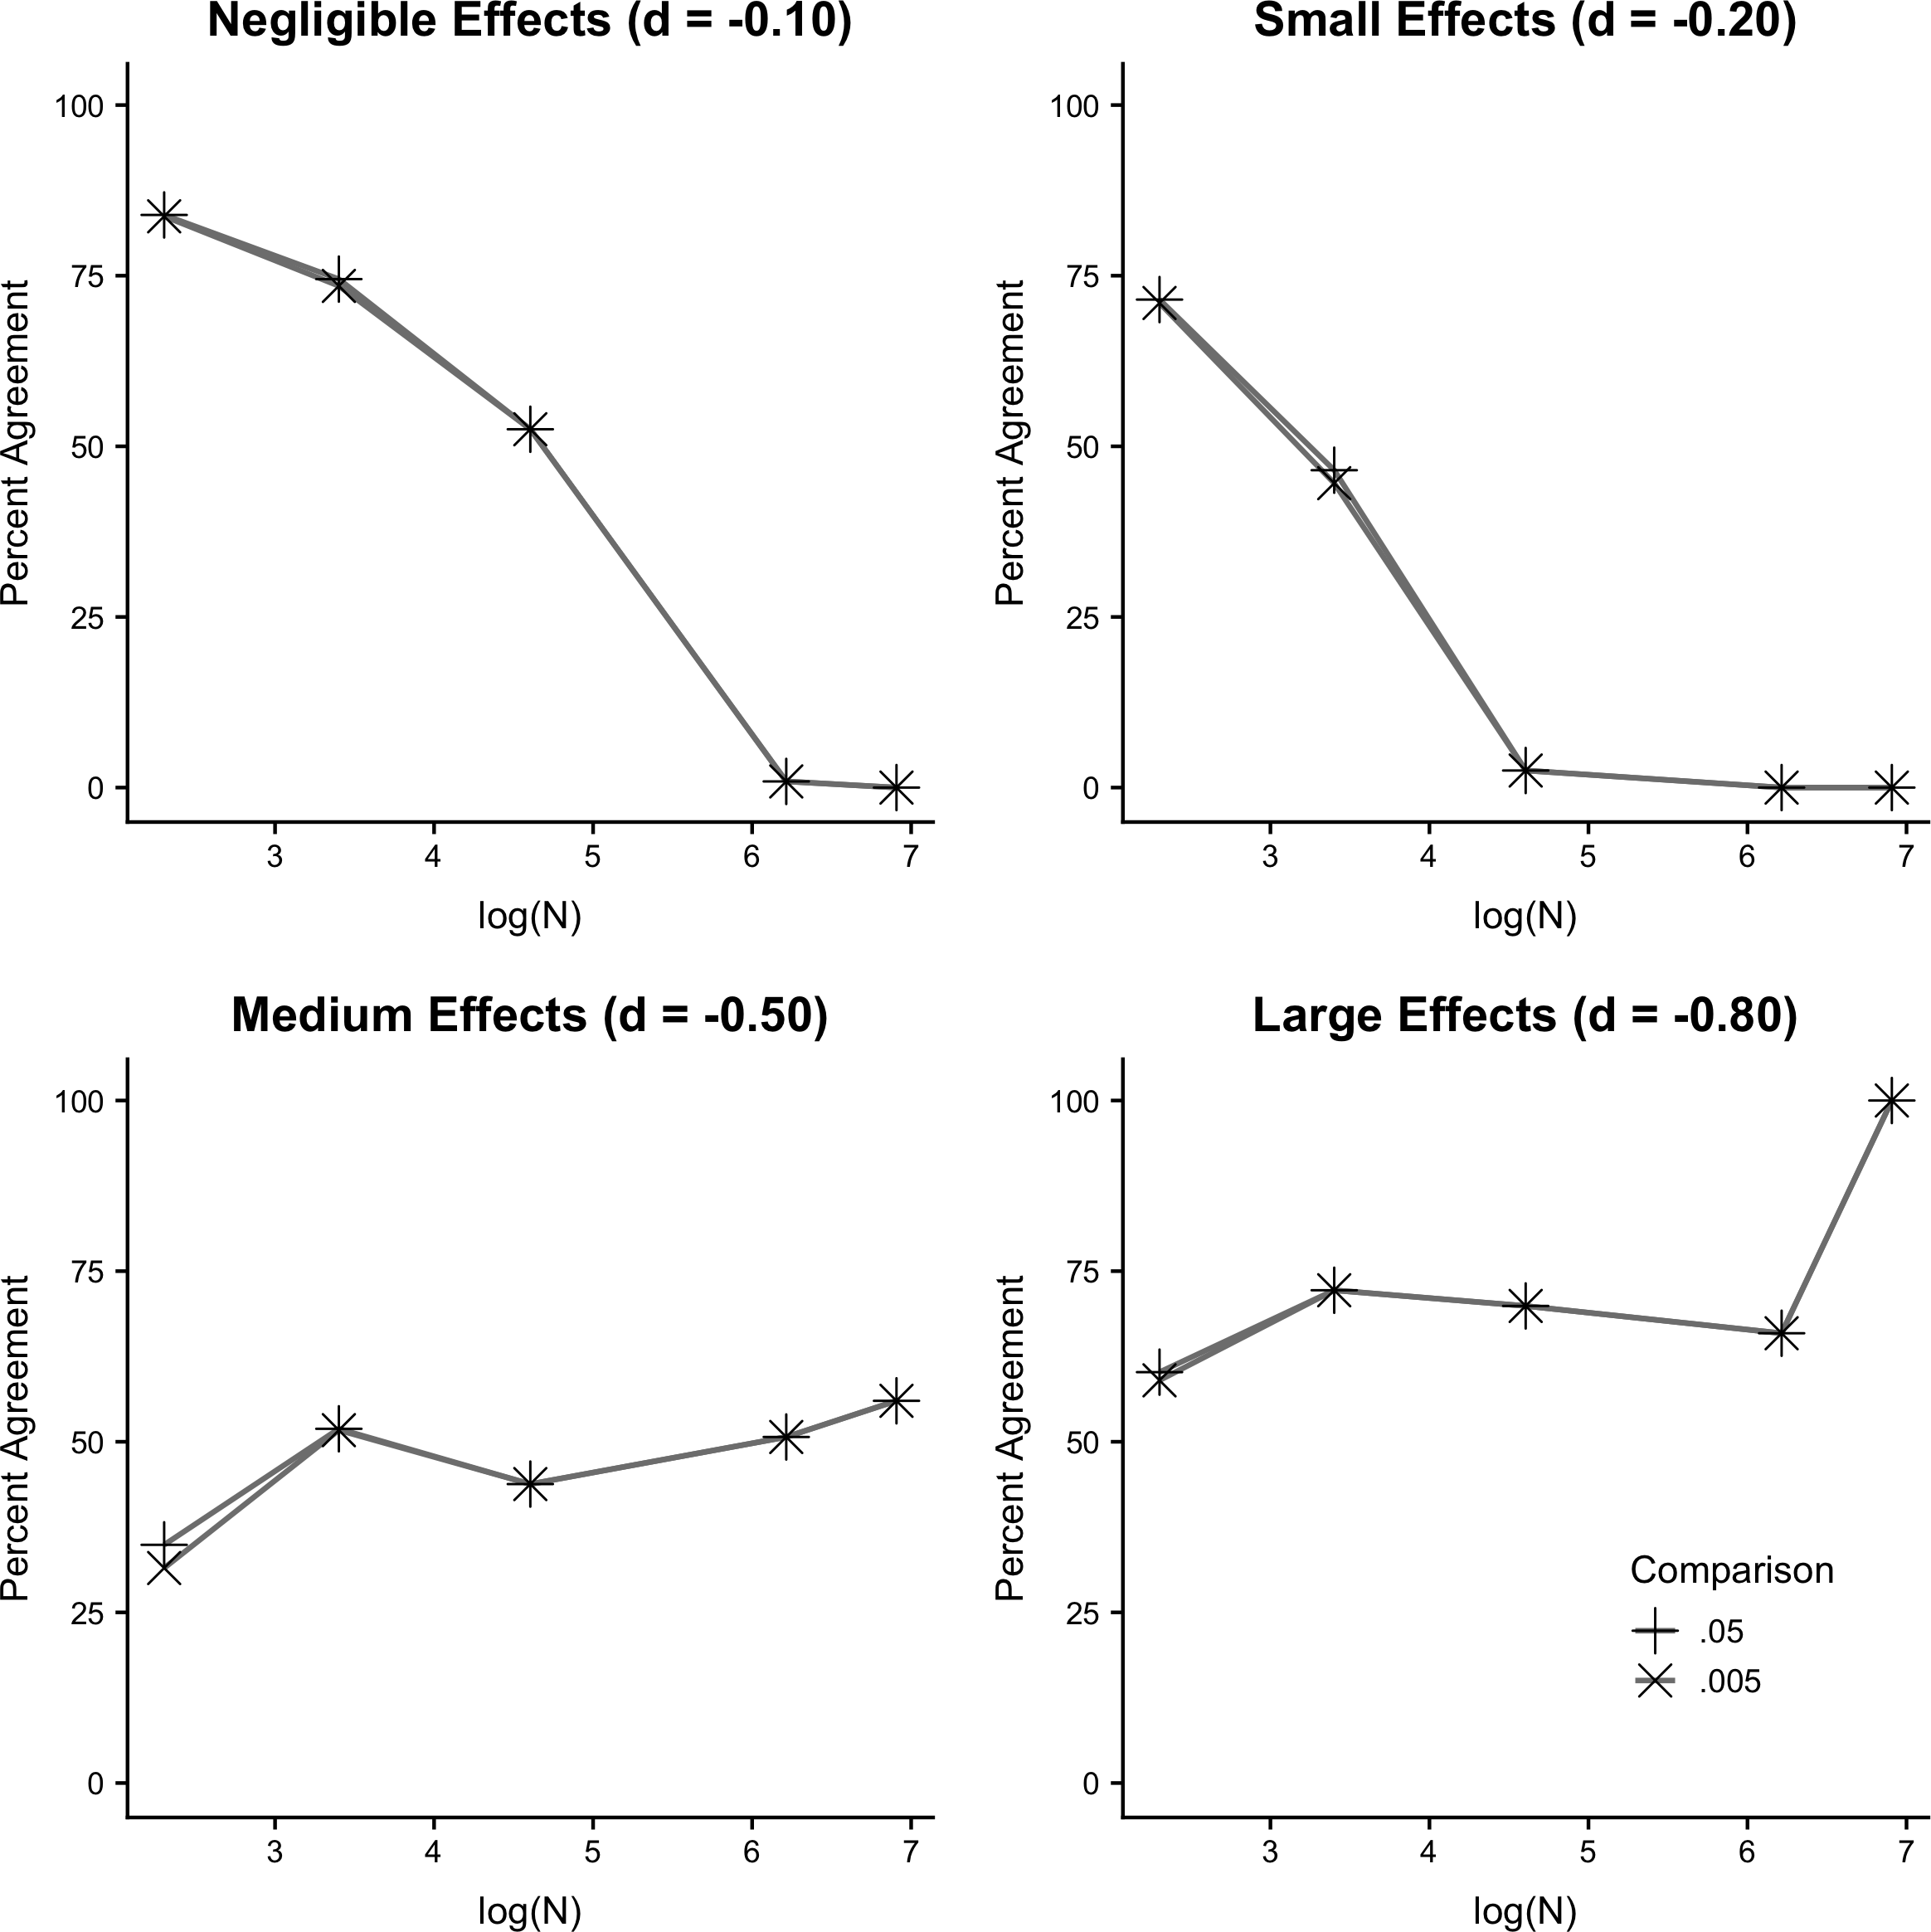 Negligible Effects (d = -0.10)
Percent Agreement
100
75
50
25
0
3 4 5 6 7
log(N)
Small Effects (d = -0.20)
Percent Agreement
100
75
50
25
0
3 4 5 6 7
log(N)
Medium Effects (d = -0.50)
Percent Agreement
100
75
50
25
0
3 4 5 6 7
log(N)
Large Effects (d = -0.80)
Percent Agreement
100
75
50
25
0
Comparison
.05
.005
3 4 5 6 7
log(N)